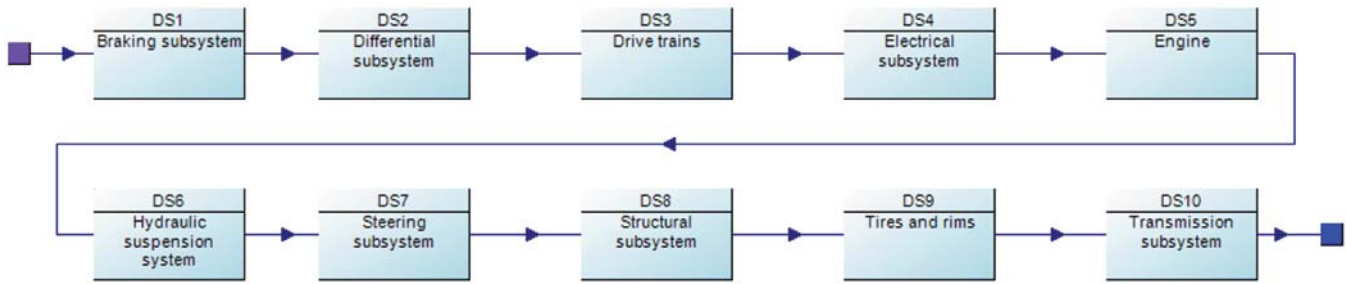 DS1
Braking subsystem
DS2
Differential
subsystem
DS3
Drive trains
DS4
Electrical
subsystem
DS5
Engine
DS6
Hydraulic
suspension
system
DS7
Steering
subsystem
DS8
Structural
subsystem
DS9
Tires and rims
DS10
Transmission
subsystem